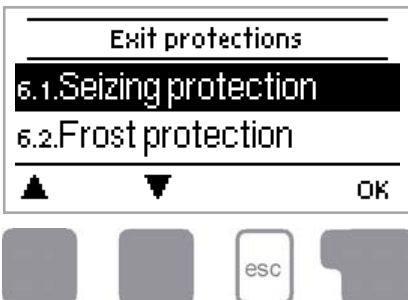 Exit protections
6.1.Seizing protection
6.2.Frost protection
▲ ▼ OK
esc